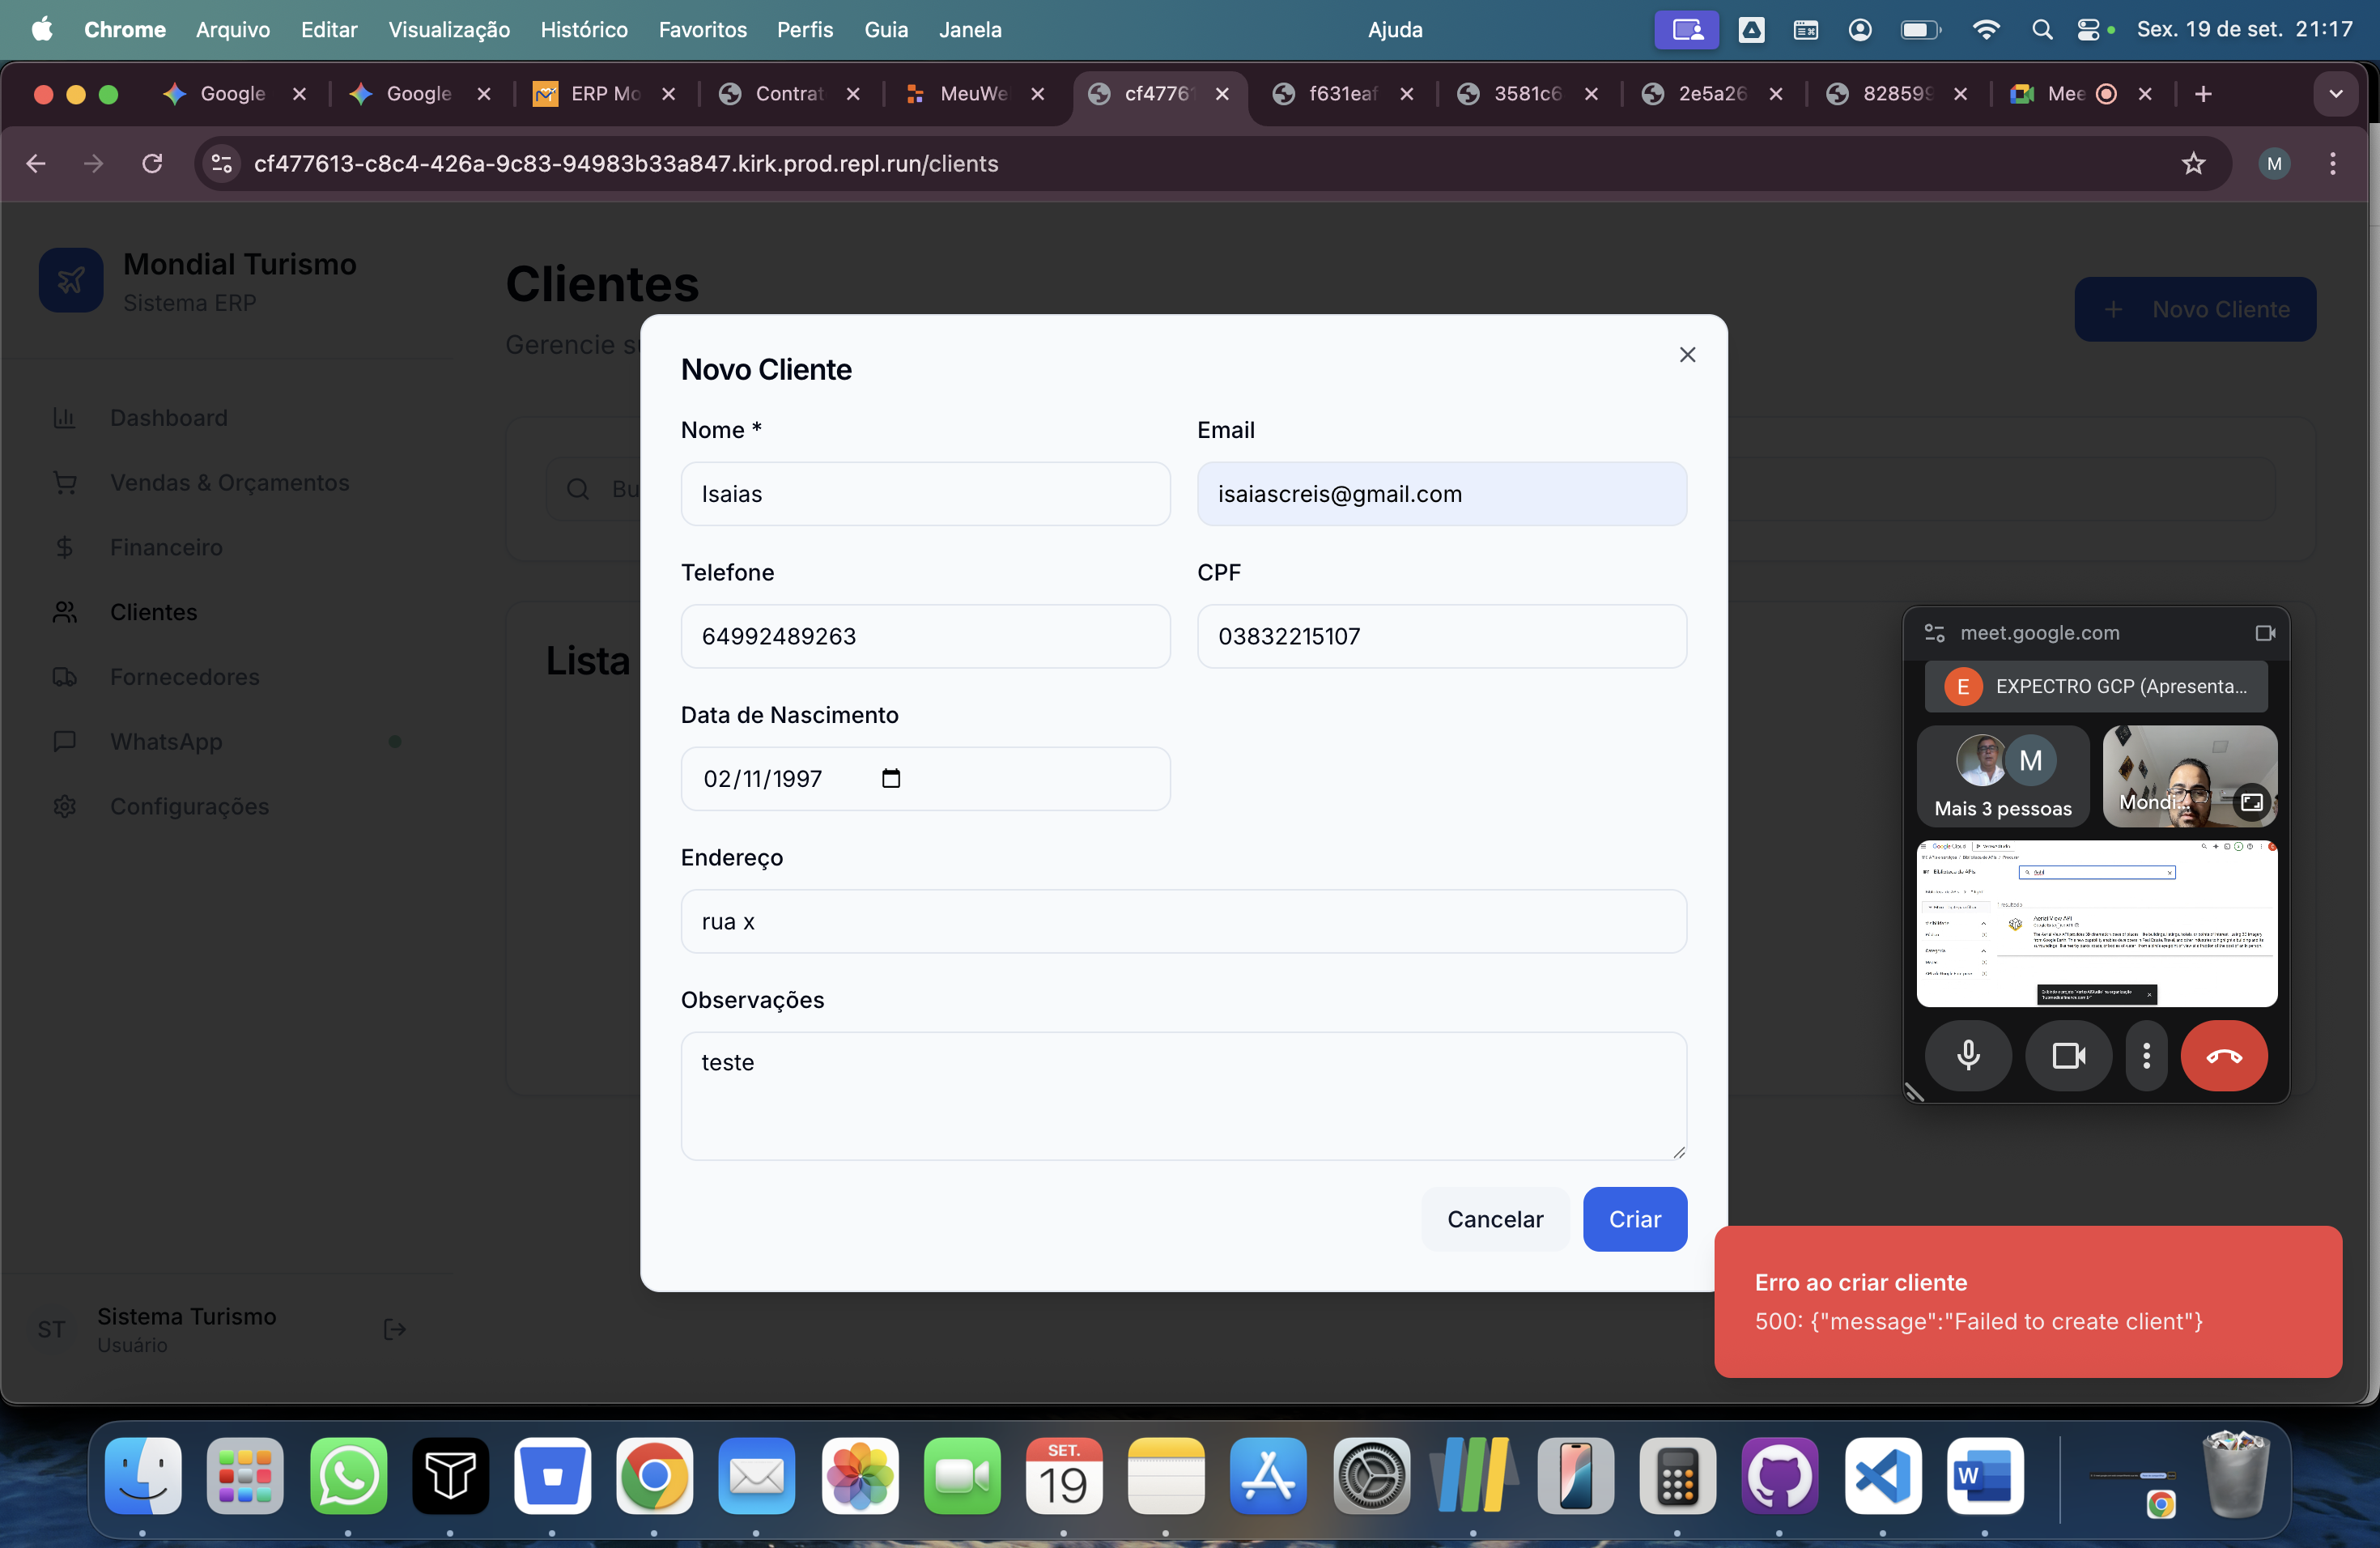 Chrome Arquivo Editar Visualização Histórico Favoritos Perfis Guia Janela Ajuda Sex. 19 de set. 21:17
Google Google ERP Mo Contrat MeuWe cf4776 f631eaf 3581c6 2e5a26 828599 Mee
cf477613-c8c4-426a-9c83-94983b33a847.kirk.prod.repl.run/clients
M
Mondial Turismo
Sistema ERP
Dashboard
Vendas & Orçamentos
Financeiro
Clientes
Fornecedores
WhatsApp
Configurações
ST
Sistema Turismo
Usuário
Clientes
Gerencie s
Novo Cliente
Bu
Lista
Novo Cliente
Nome *
Email
Isaias
isaiascreis@gmail.com
Telefone
CPF
64992489263
03832215107
Data de Nascimento
02/11/1997
Endereço
rua x
Observações
teste
Cancelar
Criar
meet.google.com
E
EXPECTRO GCP (Apresenta...
M
Mais 3 pessoas
Mondi...
Google Cloud
Aerial View API
Erro ao criar cliente
500: {"message":"Failed to create client"}
SET.
19
W